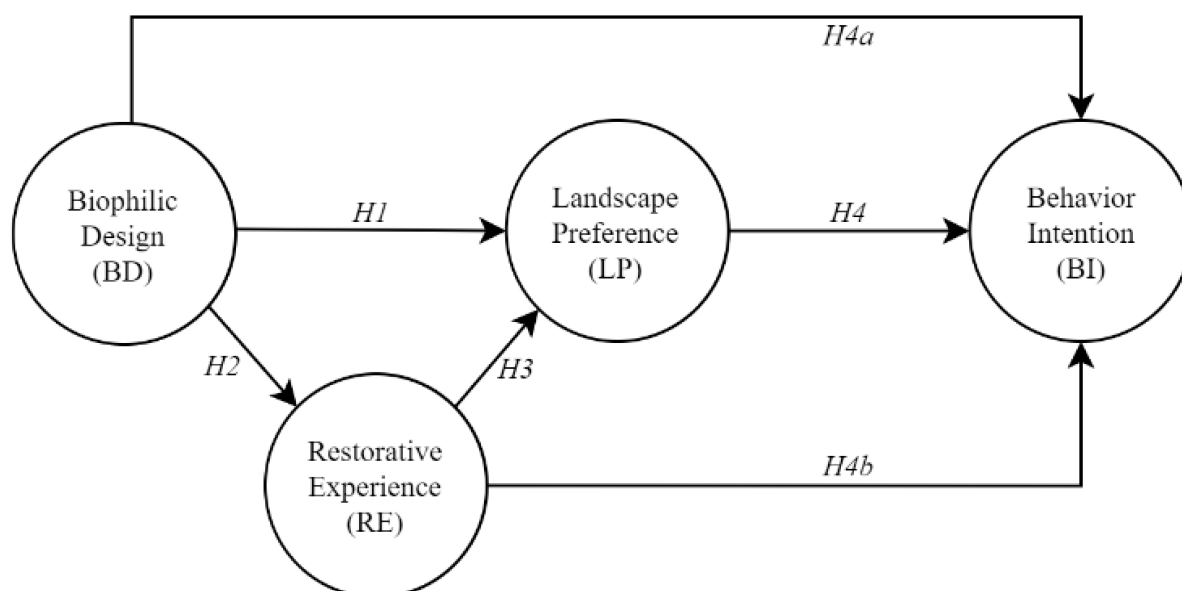 H4a
Biophilic
Design
(BD)
H1
Landscape
Preference
(LP)
H4
Behavior
Intention
(BI)
H2
H3
Restorative
Experience
(RE)
H4b